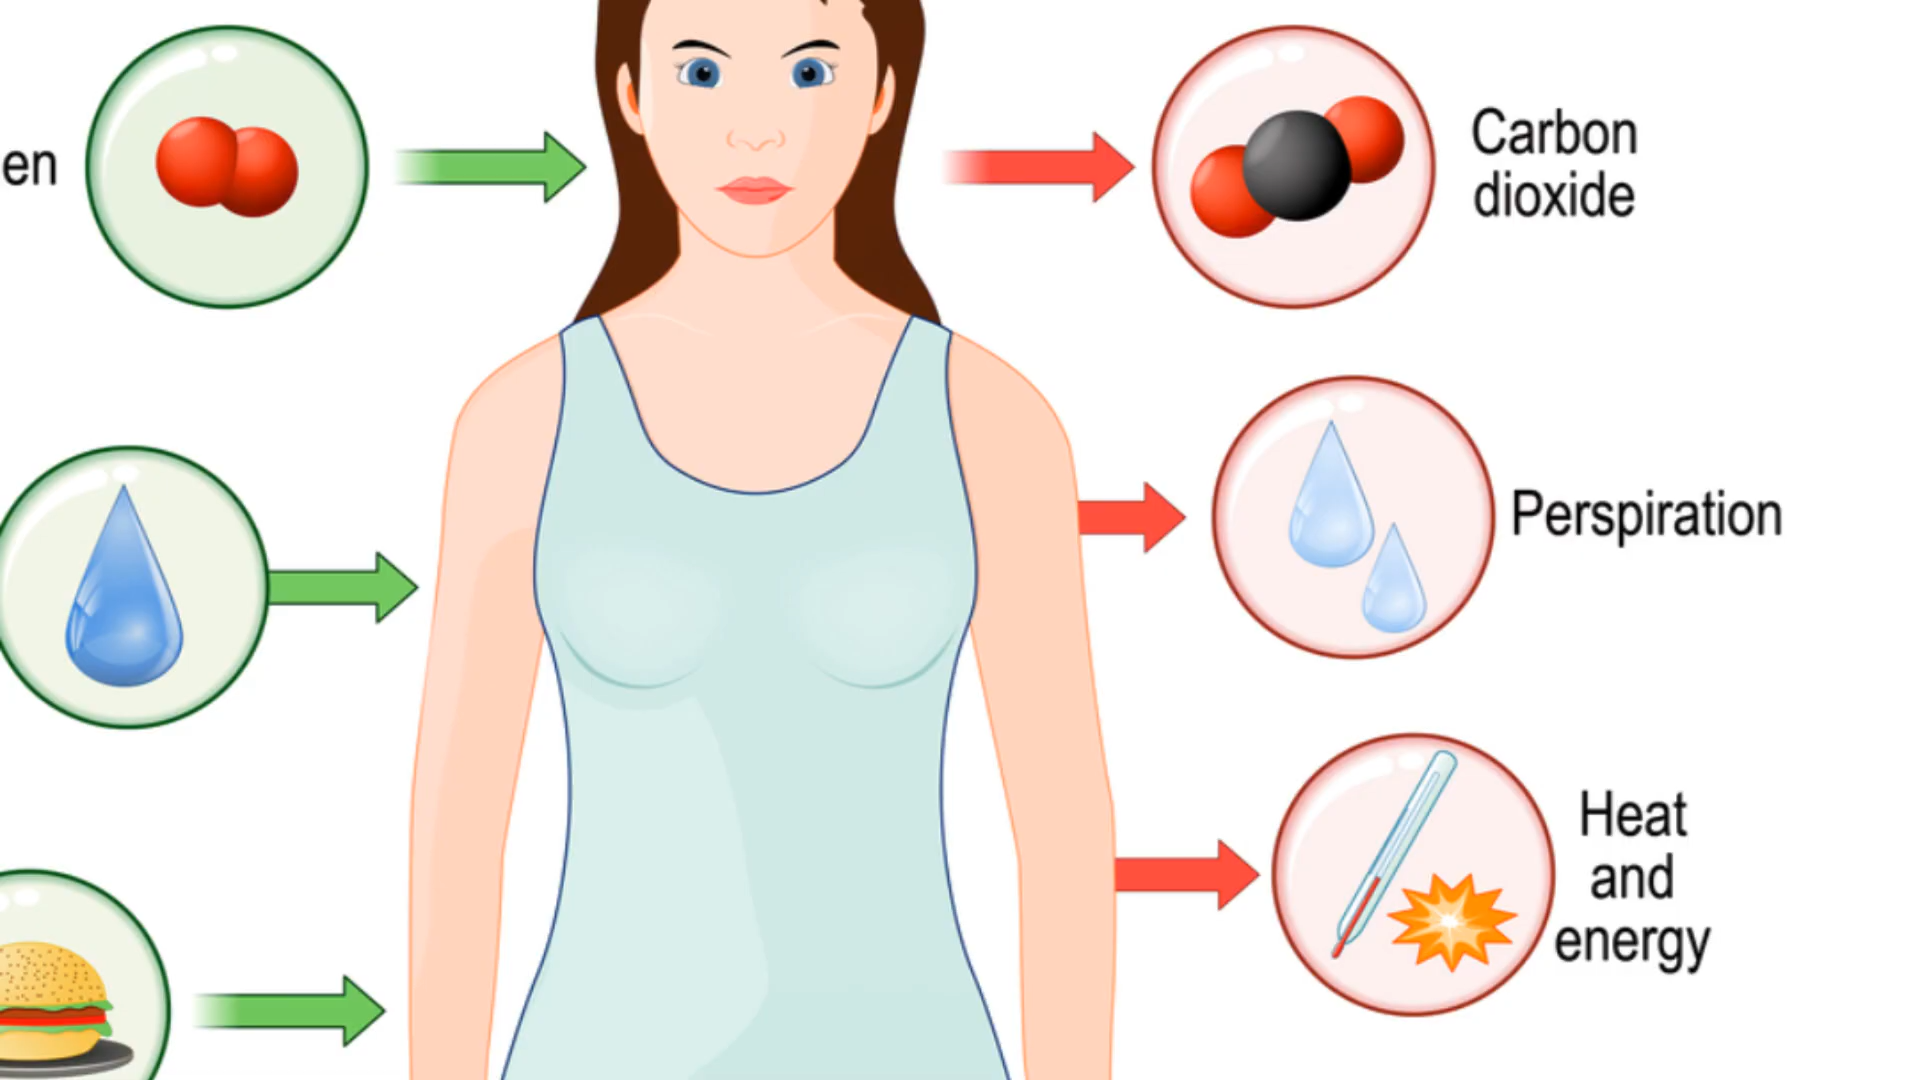 en
Carbon
dioxide
Perspiration
Heat
and
energy